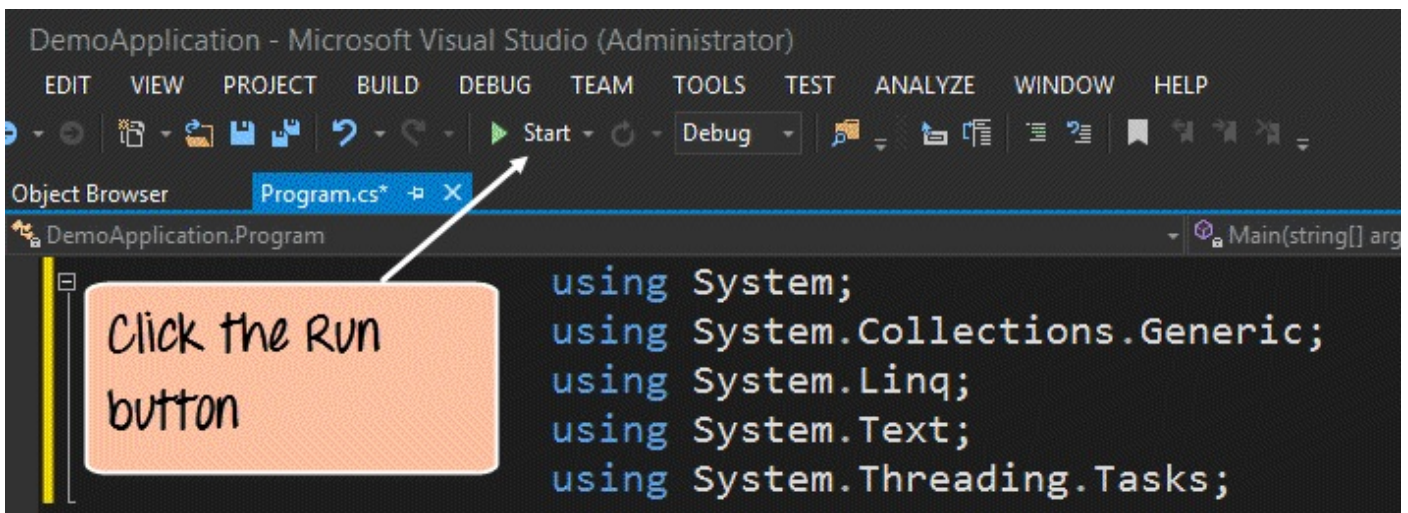 DemoApplication - Microsoft Visual Studio (Administrator)
EDIT VIEW PROJECT BUILD DEBUG TEAM TOOLS TEST ANALYZE WINDOW HELP
Start Debug
Object Browser Program.cs*
DemoApplication.Program Main(string[] arg
Click the Run
button
using System;
using System.Collections.Generic;
using System.Linq;
using System.Text;
using System.Threading.Tasks;